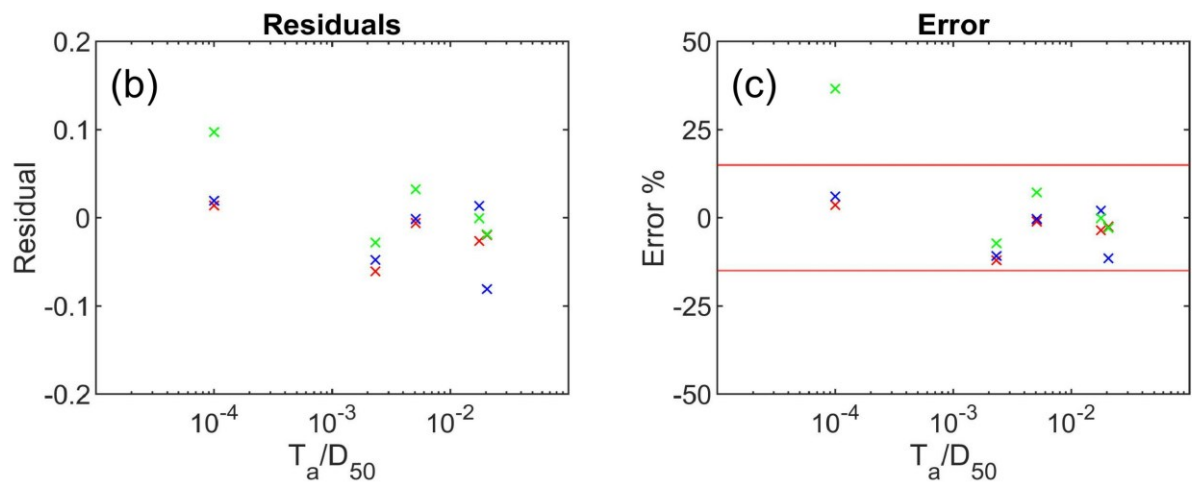 Residuals
(b)
0.2
0.1
0
-0.1
-0.2
Residual
10^-4
10^-3
10^-2
T_a/D_50
Error
(c)
50
25
0
-25
-50
Error %
10^-4
10^-3
10^-2
T_a/D_50